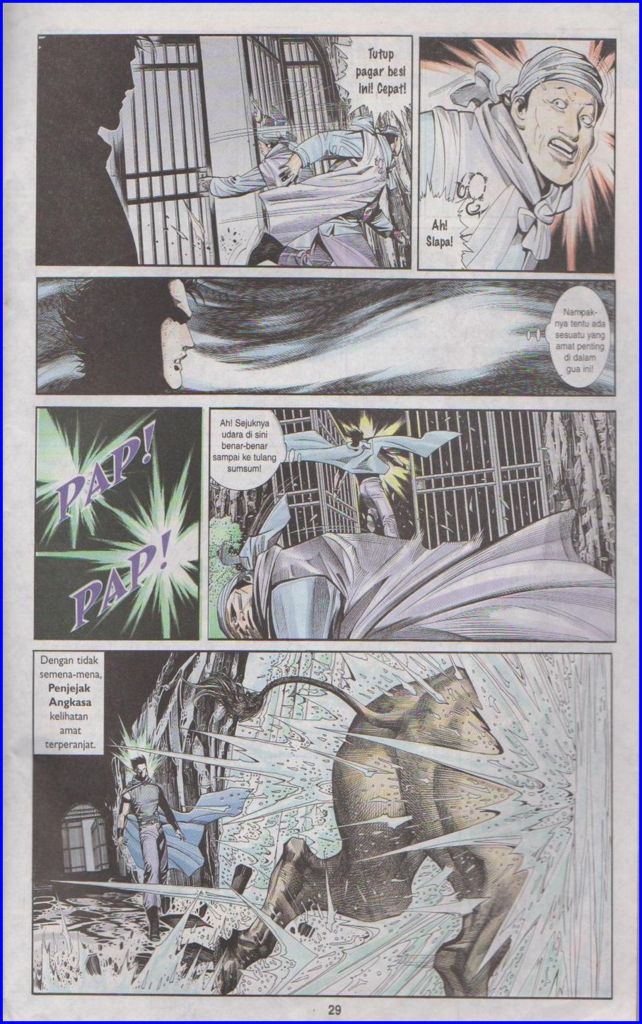 Tutup
pagar besi
ini! Cepat!
Ah!
Siapa!
Nampak-
nya tentu ada
sesuatu yang
amat penting
di dalam
gua ini!
PAP!
PAP!
Ah! Sejuknya
udara di sini
benar-benar
sampai ke tulang
sumsum!
Dengan tidak
semena-mena,
Penjejak
Angkasa
kelihatan
amat
terperanjat.
29